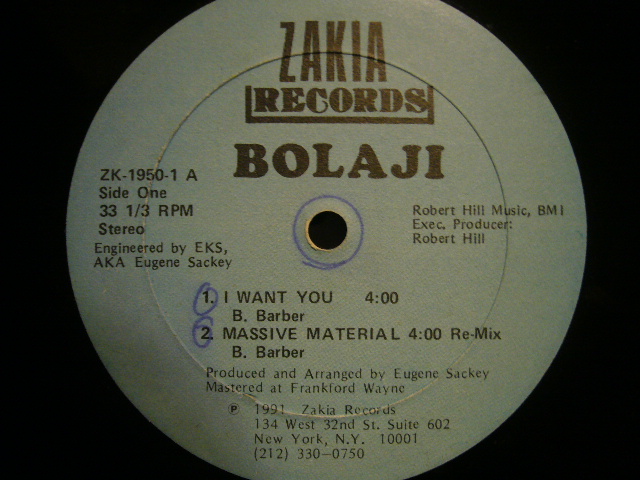 ZAKIA
RECORDS
BOLAJI
ZK-1950-1 A
Side One
33 1/3 RPM
Stereo
Engineered by EKS,
AKA Eugene Sackey
Robert Hill Music, BMI
Exec. Producer:
Robert Hill
1. I WANT YOU 4:00
B. Barber
2. MASSIVE MATERIAL 4:00 Re-Mix
B. Barber
Produced and Arranged by Eugene Sackey
Mastered at Frankford Wayne
℗ 1991 Zakia Records
134 West 32nd St. Suite 602
New York, N.Y. 10001
(212) 330-0750